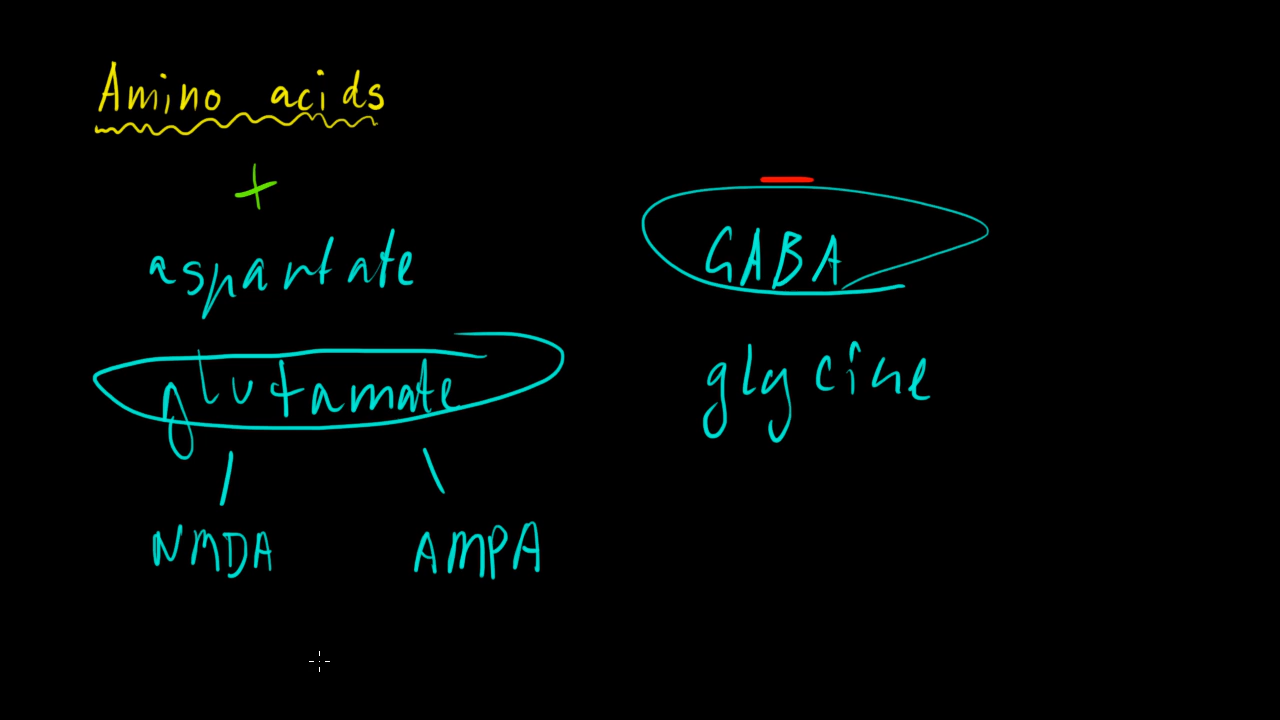 Amino acids
+
aspartate
glutamate
NMDA AMPA
-
GABA
glycine